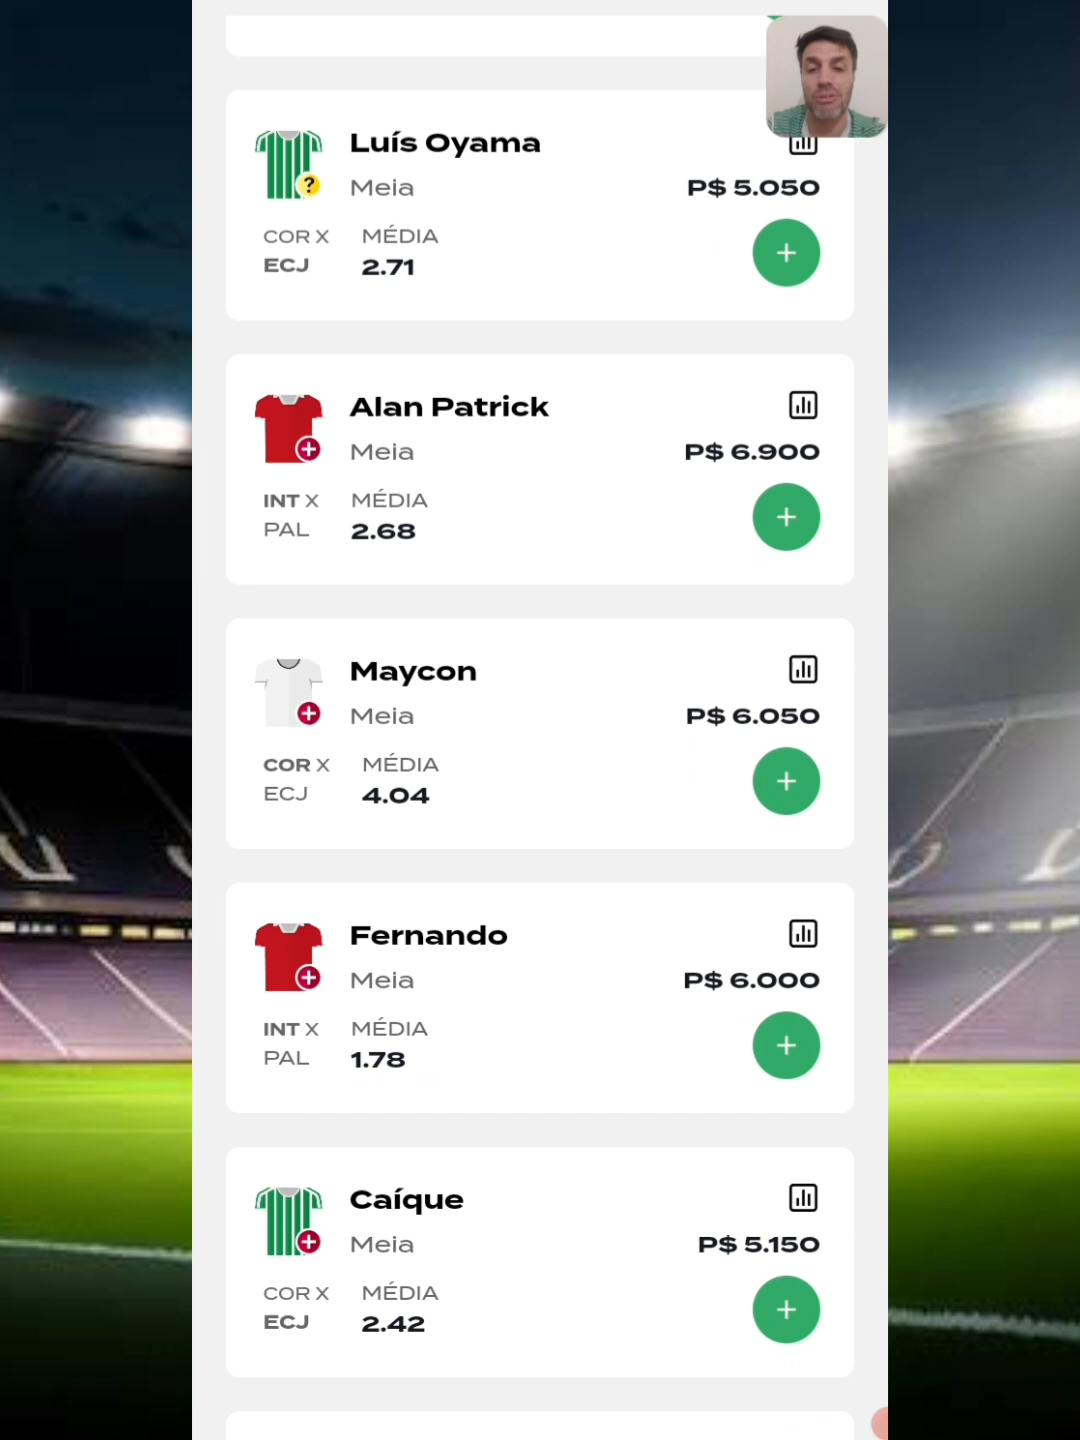 Luís Oyama
?
Meia
P$ 5.050
COR X
MÉDIA
ECJ
2.71
+
Alan Patrick
+
Meia
P$ 6.900
INT X
MÉDIA
PAL
2.68
+
Maycon
+
Meia
P$ 6.050
COR X
MÉDIA
ECJ
4.04
+
Fernando
+
Meia
P$ 6.000
INT X
MÉDIA
PAL
1.78
+
Caíque
+
Meia
P$ 5.150
COR X
MÉDIA
ECJ
2.42
+